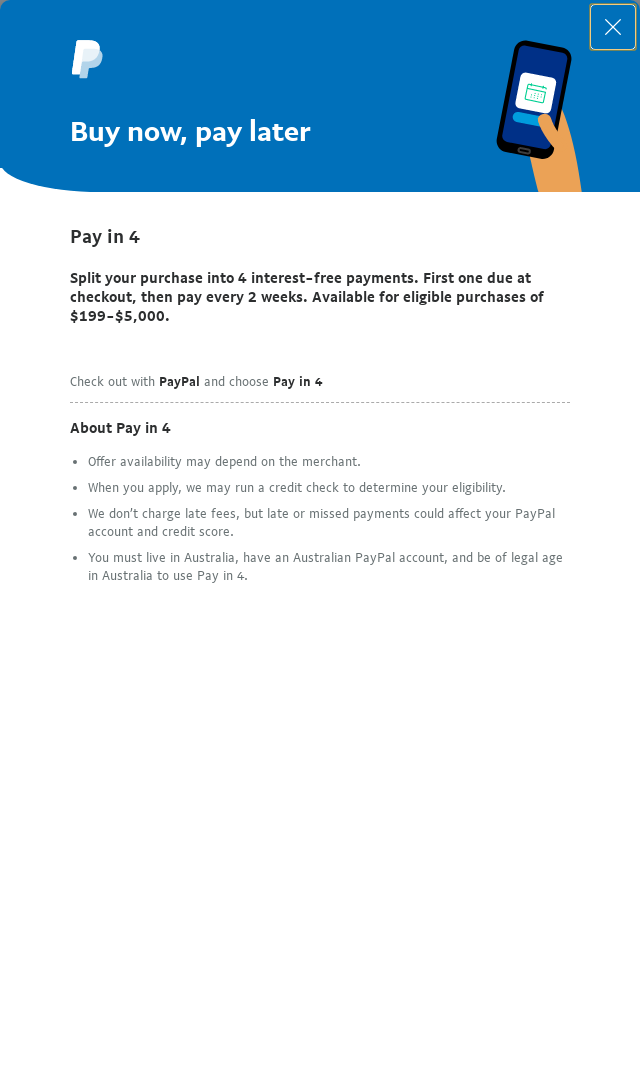 Buy now, pay later
Pay in 4
Split your purchase into 4 interest-free payments. First one due at
checkout, then pay every 2 weeks. Available for eligible purchases of
$199-$5,000.
Check out with PayPal and choose Pay in 4
About Pay in 4
• Offer availability may depend on the merchant.
• When you apply, we may run a credit check to determine your eligibility.
• We don’t charge late fees, but late or missed payments could affect your PayPal
account and credit score.
• You must live in Australia, have an Australian PayPal account, and be of legal age
in Australia to use Pay in 4.